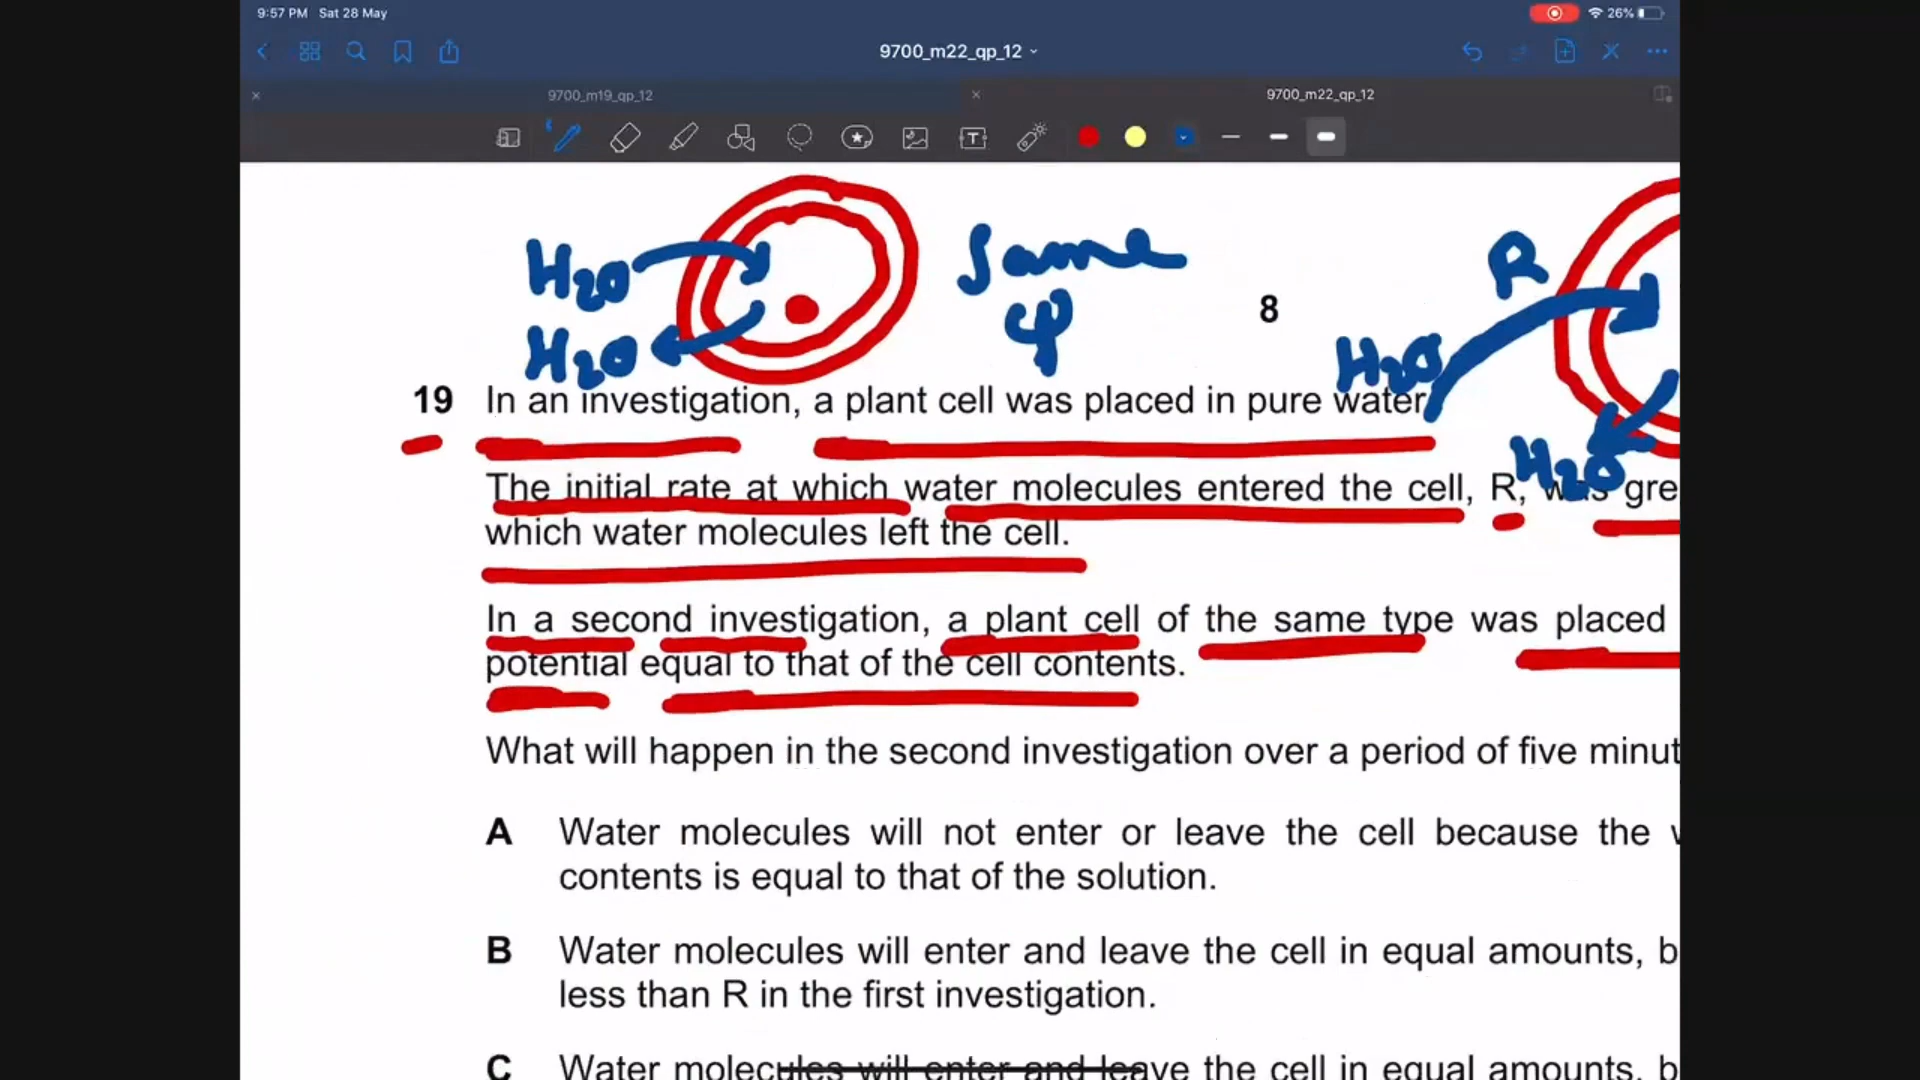 9:57 PM Sat 28 May
26%
9700_m22_qp_12
9700_m19_qp_12
9700_m22_qp_12
T
H2O
H2O
Same
ψ
8
R
H2O
H2O
19 In an investigation, a plant cell was placed in pure water
The initial rate at which water molecules entered the cell, R, was gre
which water molecules left the cell.
In a second investigation, a plant cell of the same type was placed
potential equal to that of the cell contents.
What will happen in the second investigation over a period of five minut
A Water molecules will not enter or leave the cell because the
contents is equal to that of the solution.
B Water molecules will enter and leave the cell in equal amounts, b
less than R in the first investigation.
C Water molecules will enter and leave the cell in equal amounts, b